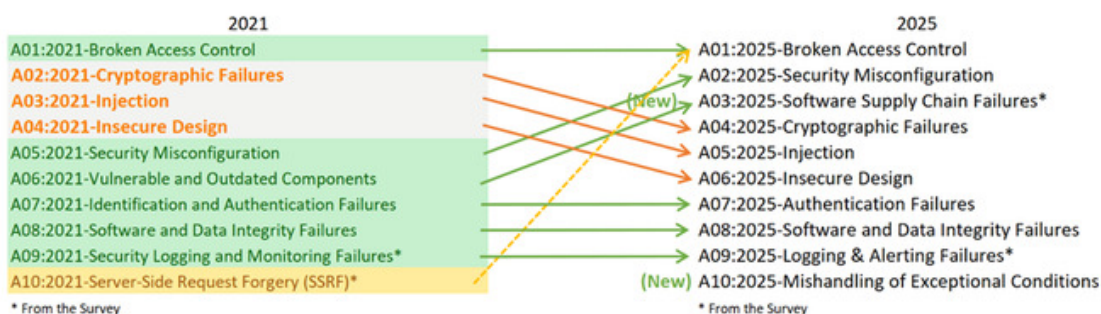 2021
A01:2021-Broken Access Control
A02:2021-Cryptographic Failures
A03:2021-Injection
A04:2021-Insecure Design
A05:2021-Security Misconfiguration
A06:2021-Vulnerable and Outdated Components
A07:2021-Identification and Authentication Failures
A08:2021-Software and Data Integrity Failures
A09:2021-Security Logging and Monitoring Failures*
A10:2021-Server-Side Request Forgery (SSRF)*
* From the Survey
2025
A01:2025-Broken Access Control
A02:2025-Security Misconfiguration
(New) A03:2025-Software Supply Chain Failures*
A04:2025-Cryptographic Failures
A05:2025-Injection
A06:2025-Insecure Design
A07:2025-Authentication Failures
A08:2025-Software and Data Integrity Failures
A09:2025-Logging & Alerting Failures*
(New) A10:2025-Mishandling of Exceptional Conditions
* From the Survey